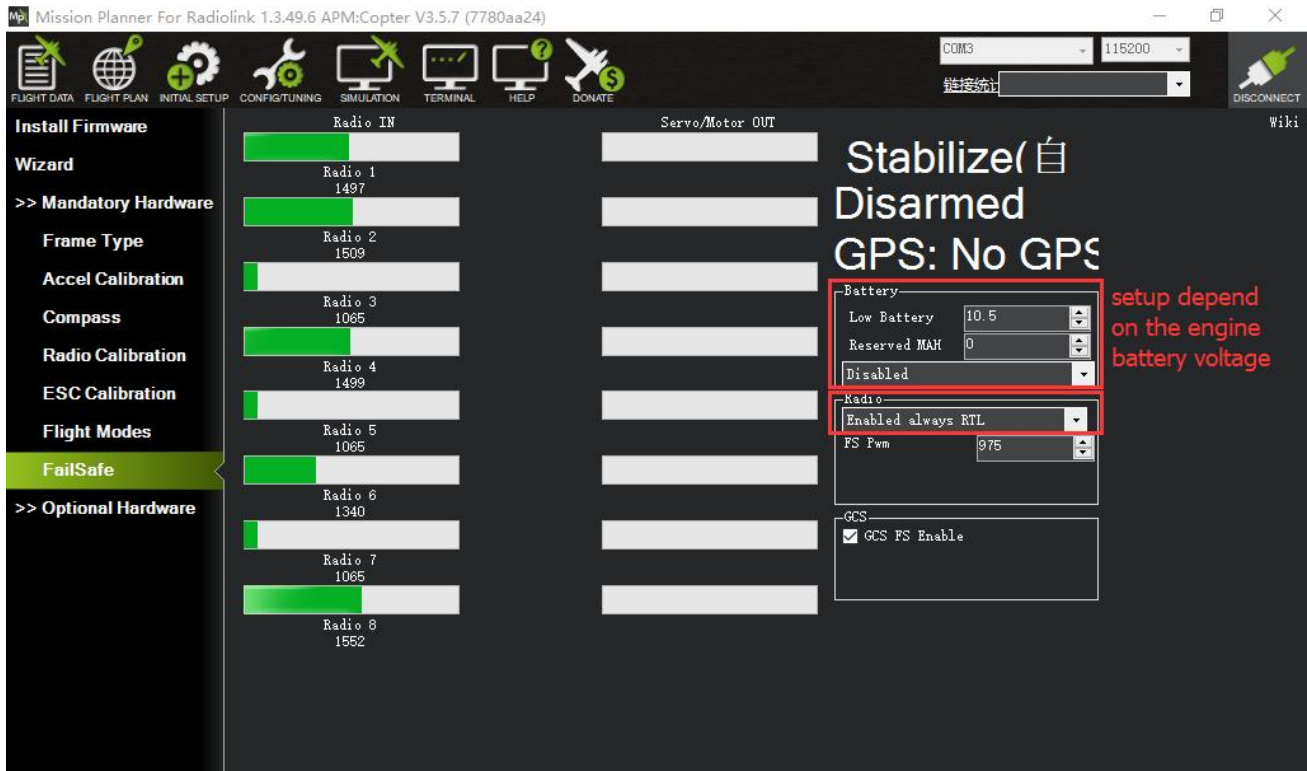 Mission Planner For Radiolink 1.3.49.6 APM:Copter V3.5.7 (7780aa24)
FLIGHT DATA
FLIGHT PLAN
INITIAL SETUP
CONFIG/TUNING
SIMULATION
TERMINAL
HELP
DONATE
COM3
115200
链接统计
DISCONNECT
Install Firmware
Wizard
>> Mandatory Hardware
Frame Type
Accel Calibration
Compass
Radio Calibration
ESC Calibration
Flight Modes
FailSafe
>> Optional Hardware
Radio IN
Radio 1
1497
Radio 2
1509
Radio 3
1065
Radio 4
1499
Radio 5
1065
Radio 6
1340
Radio 7
1065
Radio 8
1552
Servo/Motor OUT
Wiki
Stabilize(自
Disarmed
GPS: No GPS
Battery
Low Battery 10.5
Reserved MAH 0
Disabled
setup depend
on the engine
battery voltage
Radio
Enabled always RTL
FS Pwm 975
GCS
GCS FS Enable